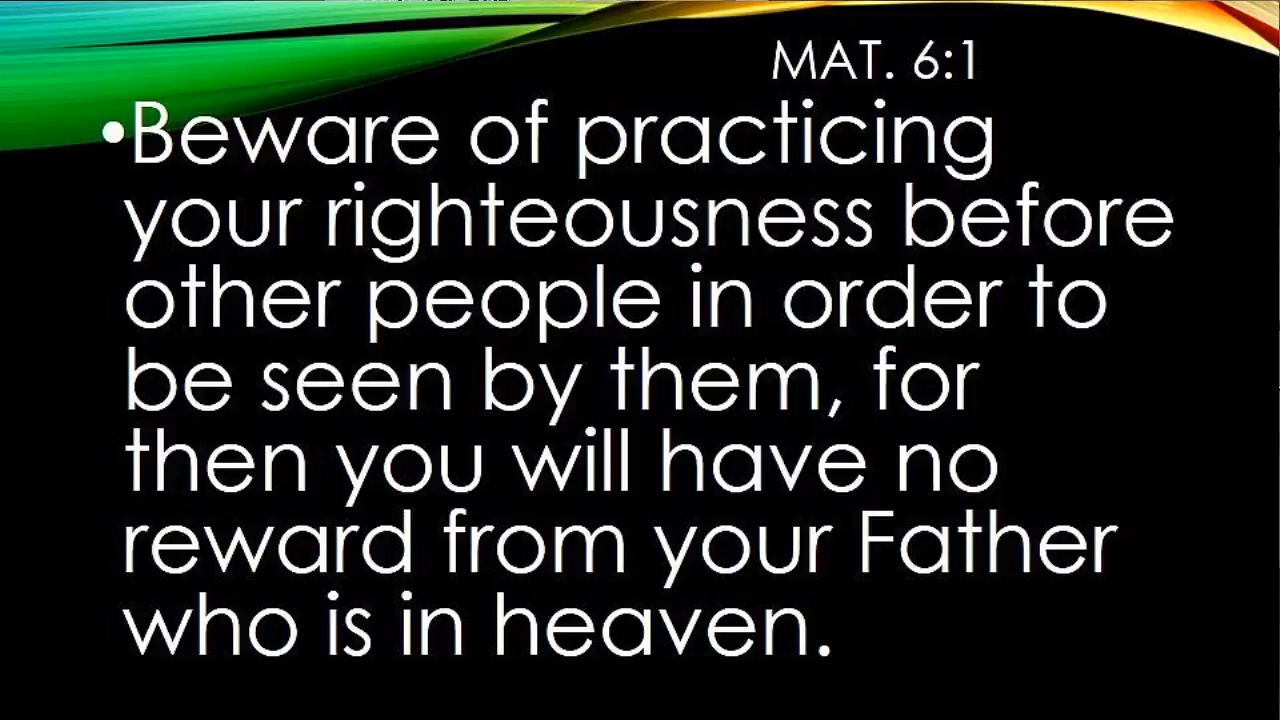 MAT. 6:1
•Beware of practicing
your righteousness before
other people in order to
be seen by them, for
then you will have no
reward from your Father
who is in heaven.